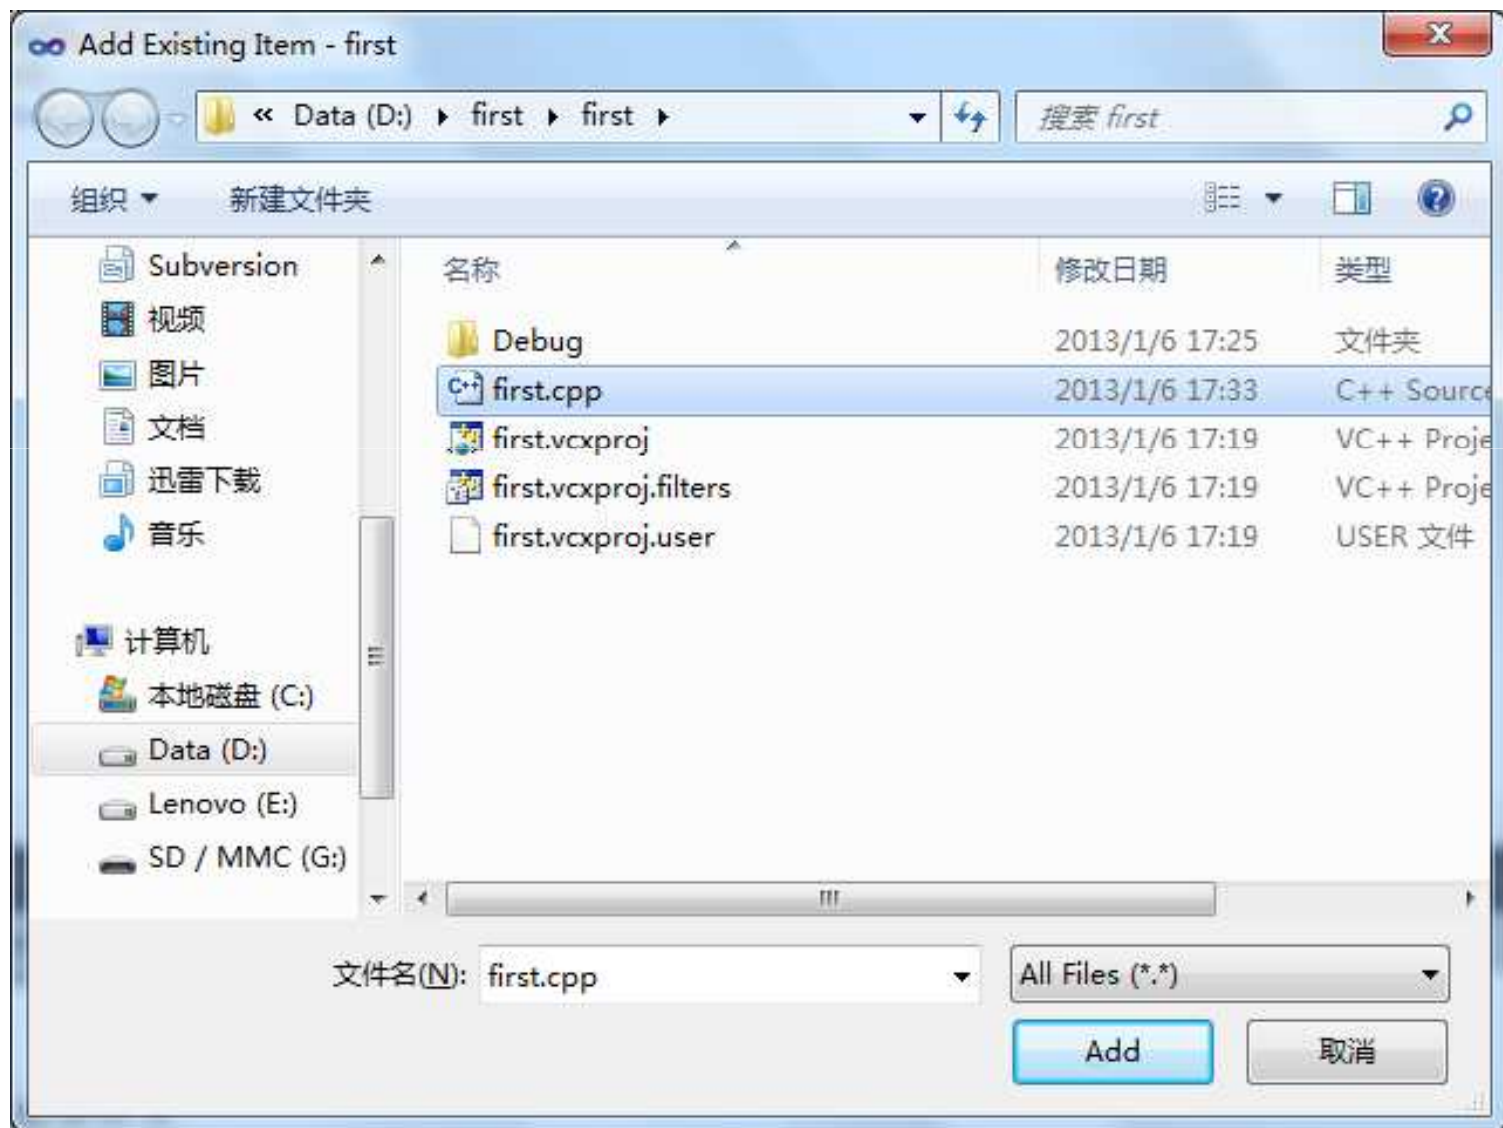 Add Existing Item - first
« Data (D:) first first 搜索 first
组织 新建文件夹
Subversion
视频
图片
文档
迅雷下载
音乐
计算机
本地磁盘 (C:)
Data (D:)
Lenovo (E:)
SD / MMC (G:)
名称 修改日期 类型
Debug 2013/1/6 17:25 文件夹
first.cpp 2013/1/6 17:33 C++ Source
first.vcxproj 2013/1/6 17:19 VC++ Proje
first.vcxproj.filters 2013/1/6 17:19 VC++ Proje
first.vcxproj.user 2013/1/6 17:19 USER 文件
文件名(N): first.cpp All Files (*.*)
Add 取消